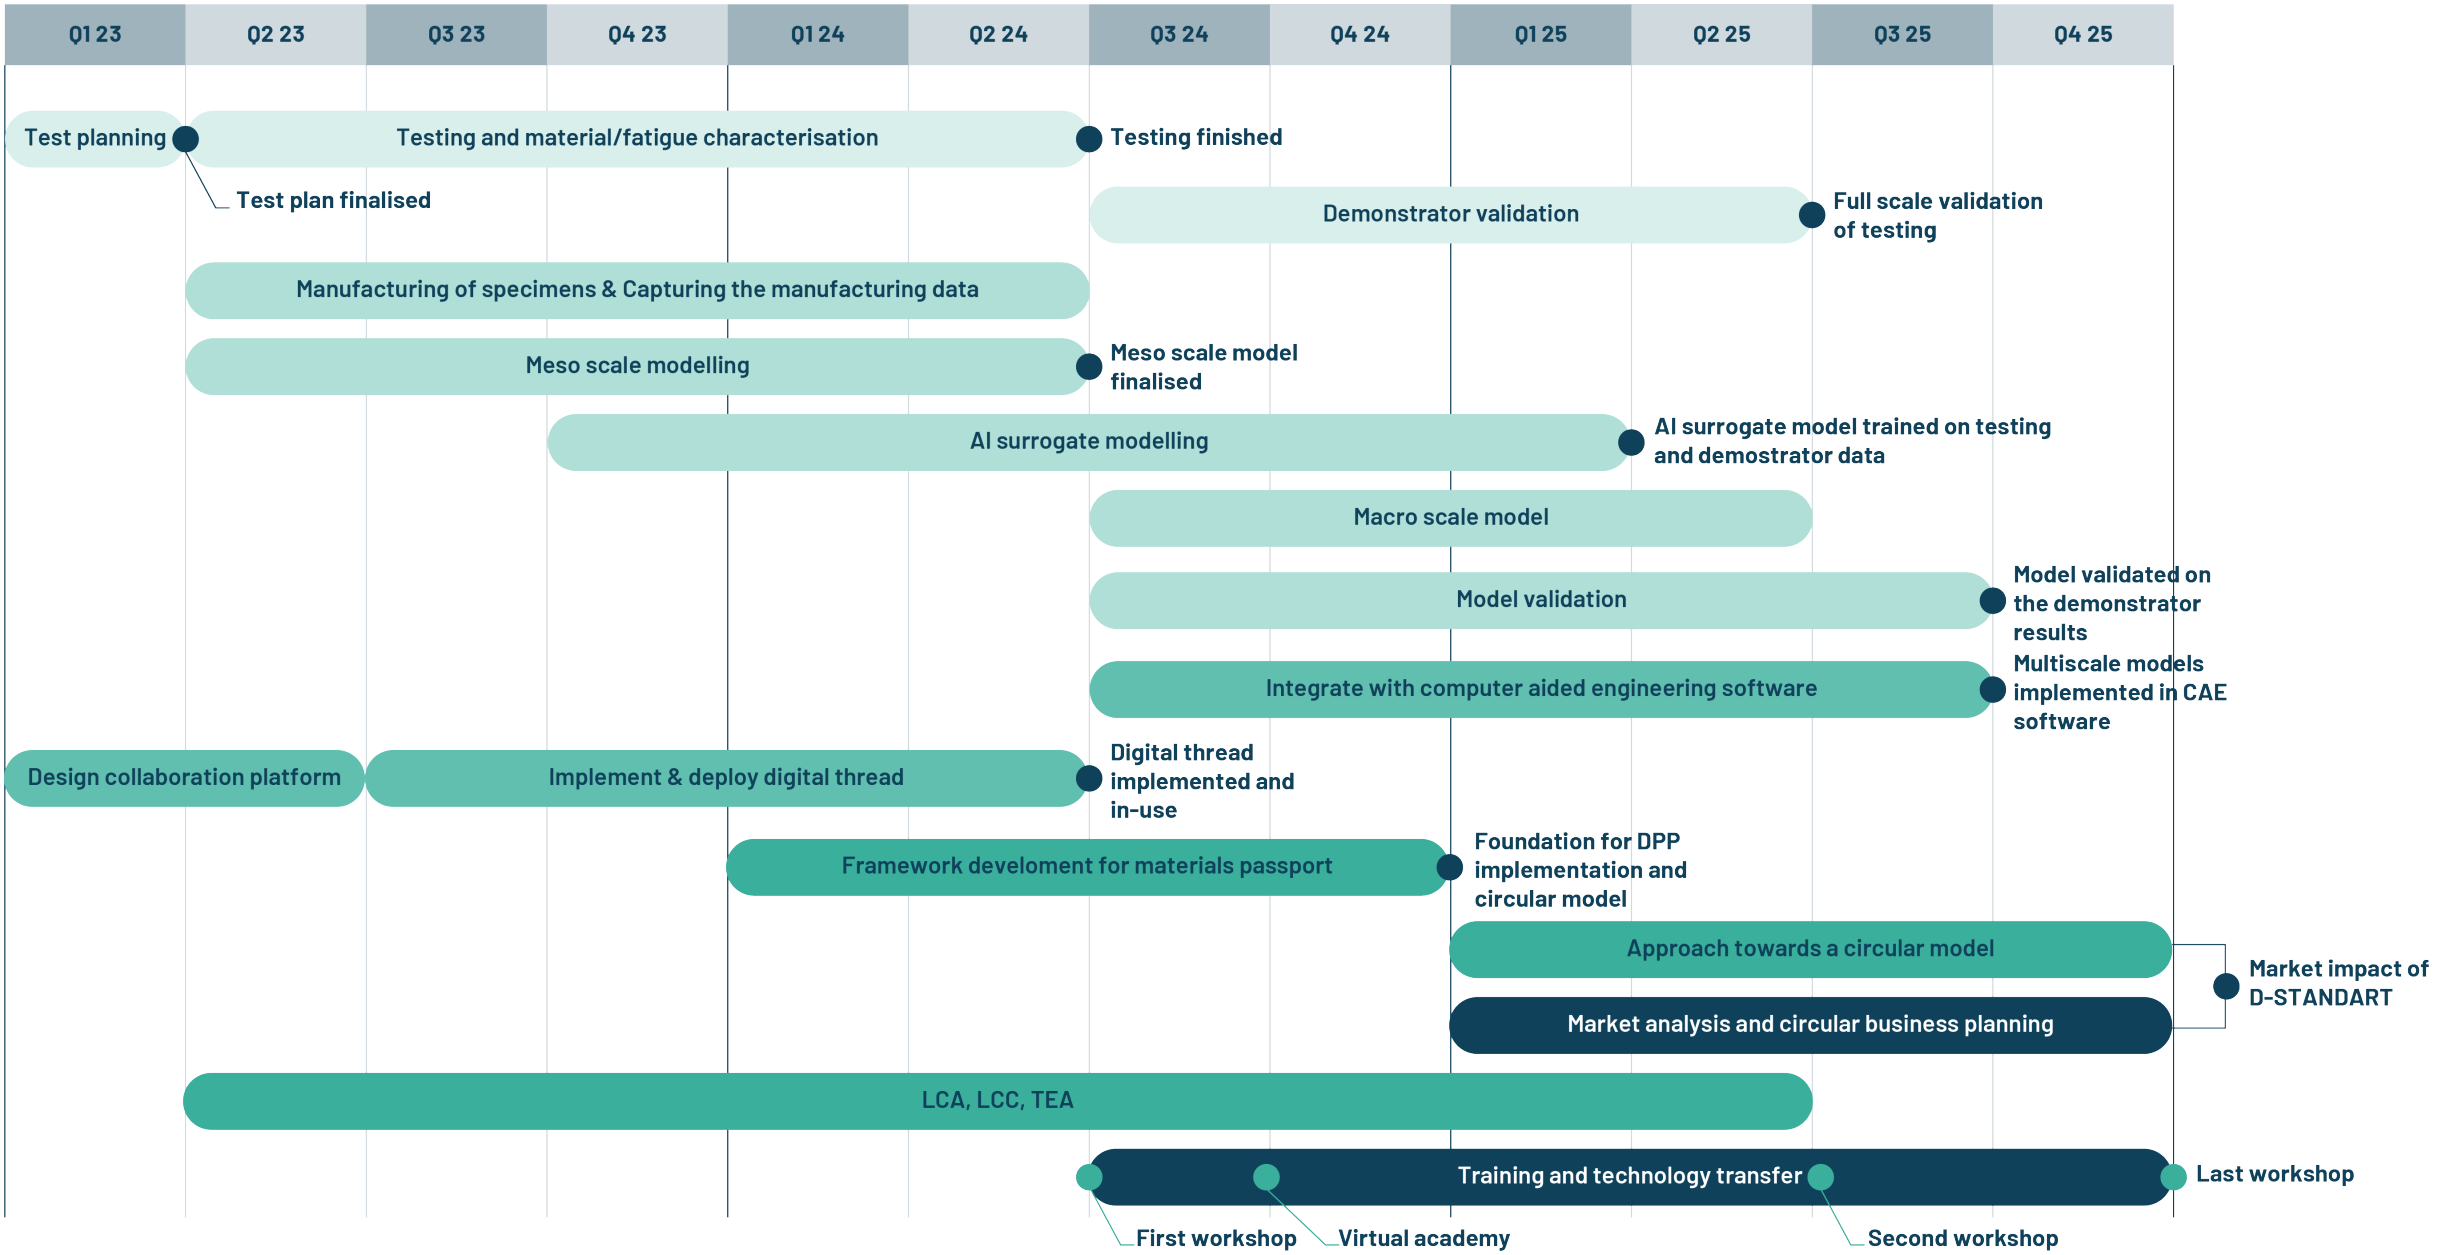 Q1 23 Q2 23 Q3 23 Q4 23 Q1 24 Q2 24 Q3 24 Q4 24 Q1 25 Q2 25 Q3 25 Q4 25
Test planning Testing and material/fatigue characterisation Testing finished
Test plan finalised
Demonstrator validation
Full scale validation
of testing
Manufacturing of specimens & Capturing the manufacturing data
Meso scale modelling
Meso scale model
finalised
AI surrogate modelling
AI surrogate model trained on testing
and demostrator data
Macro scale model
Model validation
Model validated on
the demonstrator
results
Integrate with computer aided engineering software
Multiscale models
implemented in CAE
software
Design collaboration platform Implement & deploy digital thread
Digital thread
implemented and
in-use
Framework develoment for materials passport
Foundation for DPP
implementation and
circular model
Approach towards a circular model
Market analysis and circular business planning
Market impact of
D-STANDART
LCA, LCC, TEA
Training and technology transfer Last workshop
First workshop Virtual academy Second workshop